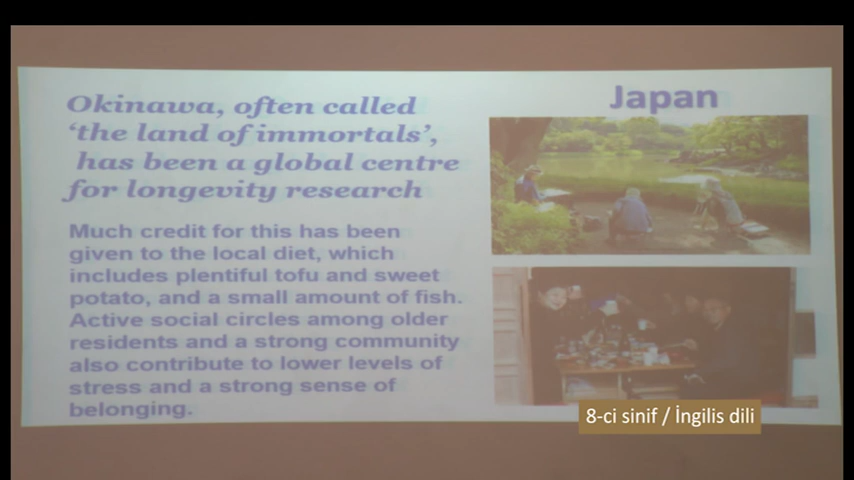 Okinawa, often called
‘the land of immortals’,
has been a global centre
for longevity research
Japan
Much credit for this has been
given to the local diet, which
includes plentiful tofu and sweet
potato, and a small amount of fish.
Active social circles among older
residents and a strong community
also contribute to lower levels of
stress and a strong sense of
belonging.
8-ci sinif / İngilis dili